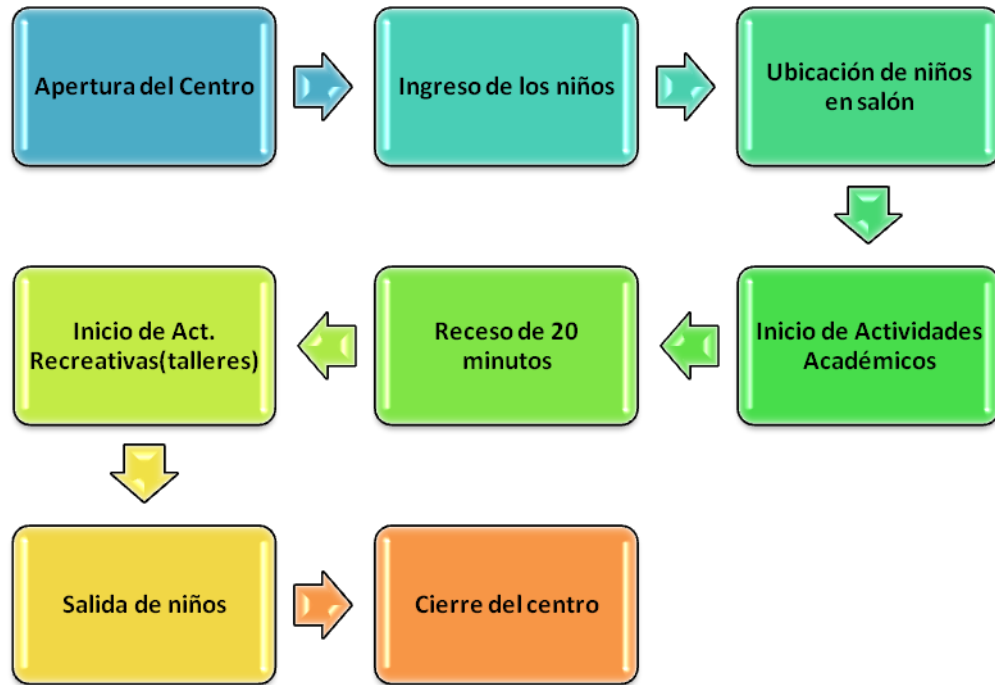 Apertura del Centro
Ingreso de los niños
Ubicación de niños
en salón
Inicio de Actividades
Académicos
Receso de 20
minutos
Inicio de Act.
Recreativas(talleres)
Salida de niños
Cierre del centro